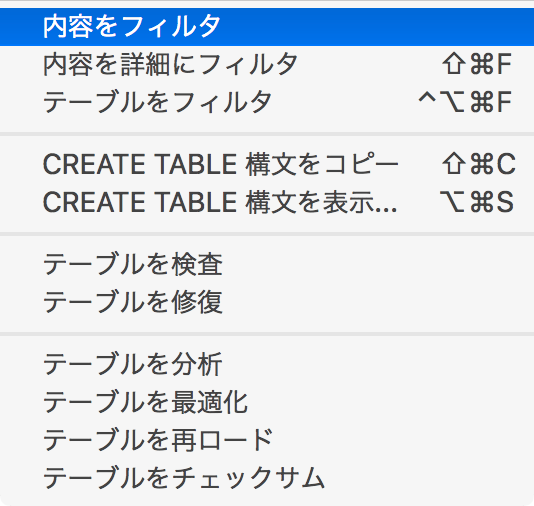 内容をフィルタ
内容を詳細にフィルタ ⇧⌘F
テーブルをフィルタ ^⌥⌘F
CREATE TABLE 構文をコピー ⇧⌘C
CREATE TABLE 構文を表示... ⌥⌘S
テーブルを検査
テーブルを修復
テーブルを分析
テーブルを最適化
テーブルを再ロード
テーブルをチェックサム